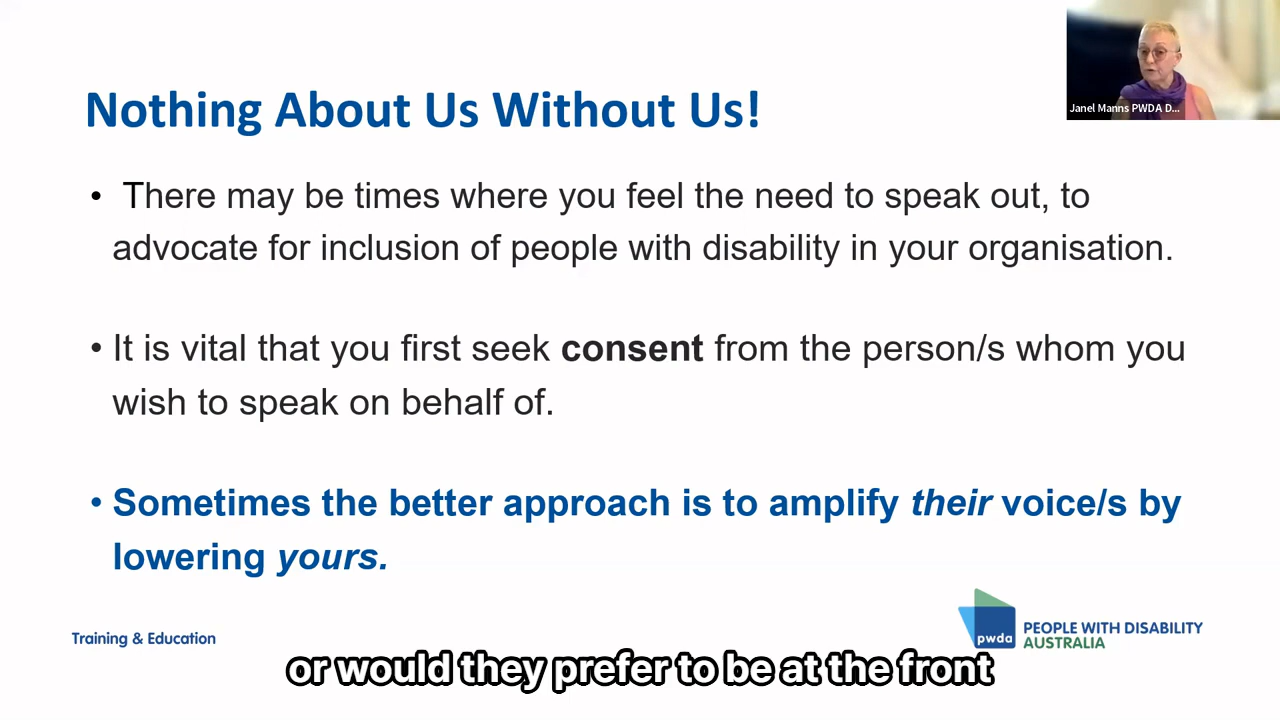 Nothing About Us Without Us!
Janel Manns PWDA D...
• There may be times where you feel the need to speak out, to
advocate for inclusion of people with disability in your organisation.
• It is vital that you first seek consent from the person/s whom you
wish to speak on behalf of.
• Sometimes the better approach is to amplify their voice/s by
lowering yours.
Training & Education
pwda
PEOPLE WITH DISABILITY
AUSTRALIA
or would they prefer to be at the front